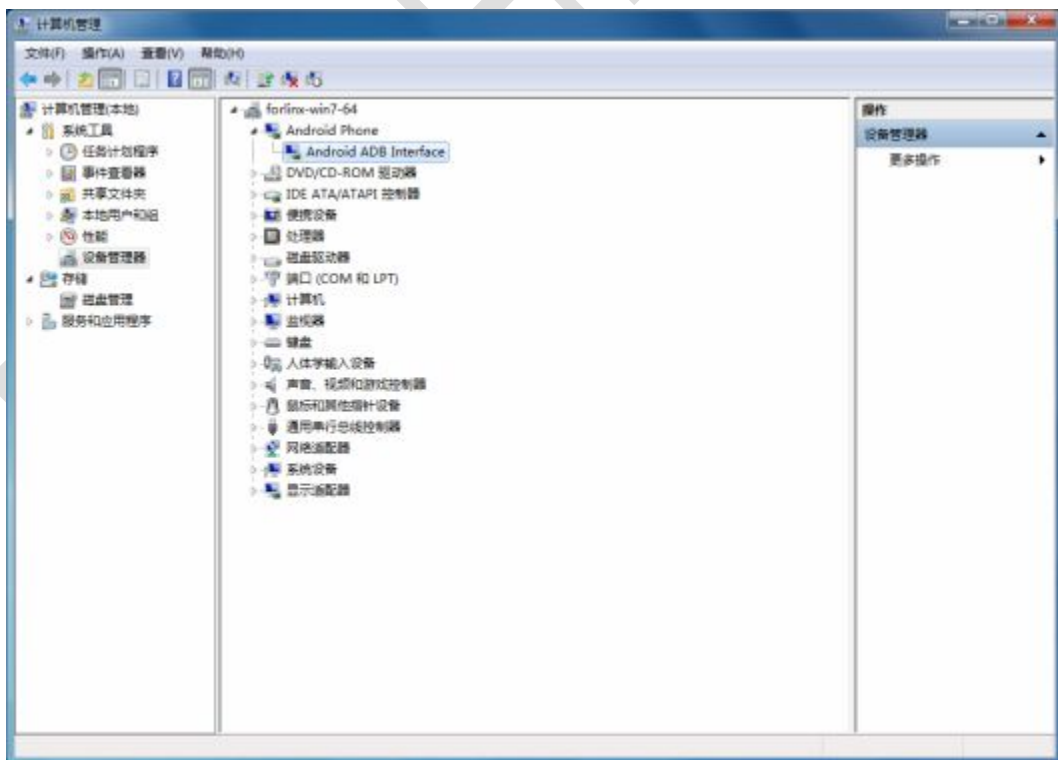 计算机管理
文件(F) 操作(A) 查看(V) 帮助(H)
计算机管理(本地)
系统工具
任务计划程序
事件查看器
共享文件夹
本地用户和组
性能
设备管理器
存储
磁盘管理
服务和应用程序
forlinx-win7-64
Android Phone
Android ADB Interface
DVD/CD-ROM 驱动器
IDE ATA/ATAPI 控制器
便携设备
处理器
磁盘驱动器
端口 (COM 和 LPT)
计算机
监视器
键盘
人体学输入设备
声音、视频和游戏控制器
鼠标和其他指针设备
通用串行总线控制器
网络适配器
系统设备
显示适配器
操作
设备管理器
更多操作